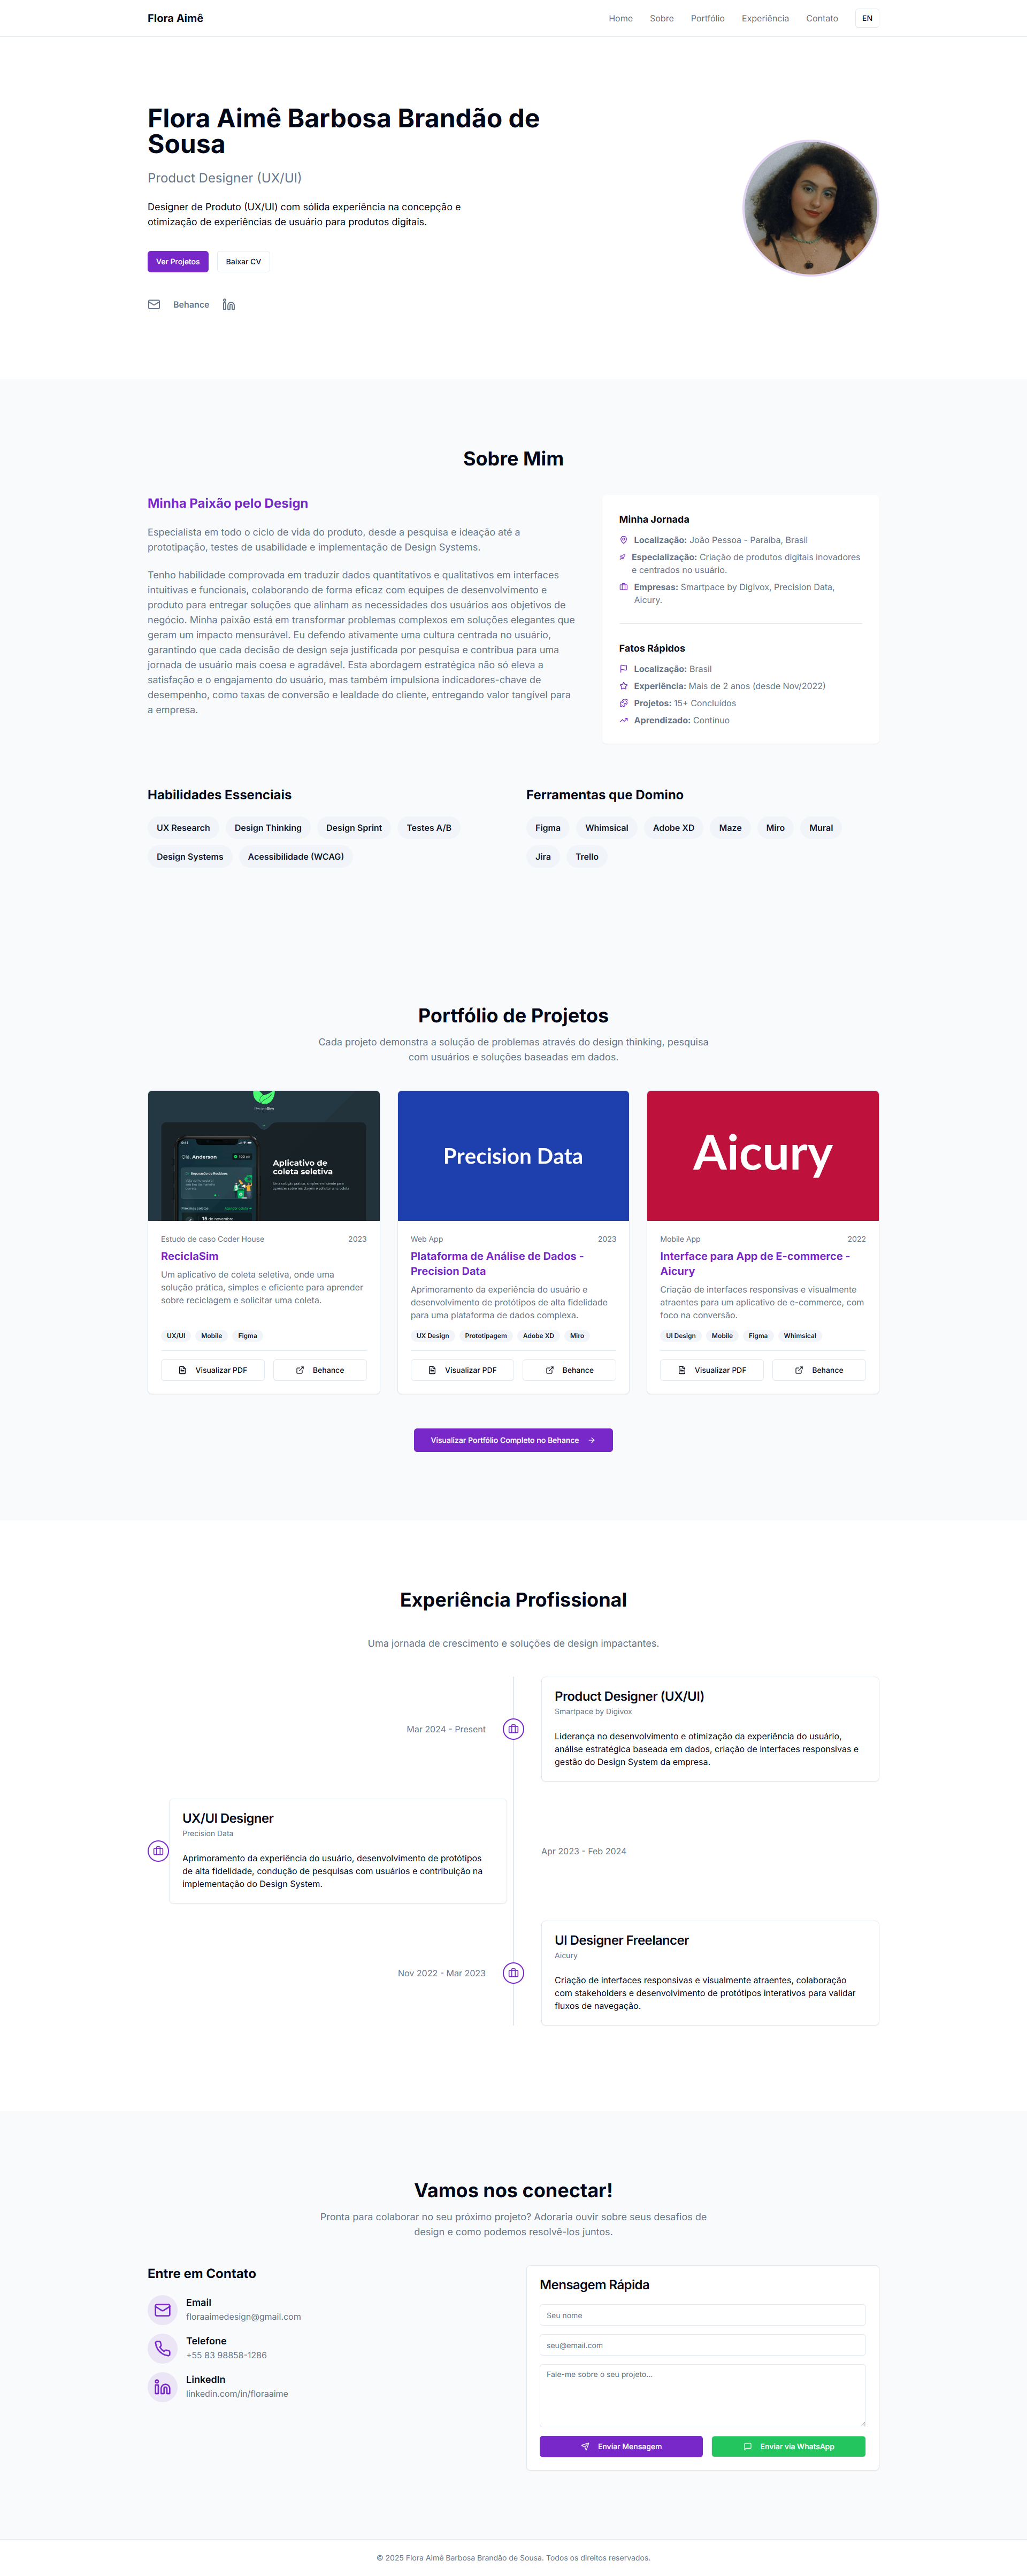 Flora Aimê
Home
Sobre
Portfólio
Experiência
Contato
EN
Flora Aimê Barbosa Brandão de
Sousa
Product Designer (UX/UI)
Designer de Produto (UX/UI) com sólida experiência na concepção e
otimização de experiências de usuário para produtos digitais.
Ver Projetos
Baixar CV
Behance
Sobre Mim
Minha Paixão pelo Design
Especialista em todo o ciclo de vida do produto, desde a pesquisa e ideação até a
prototipação, testes de usabilidade e implementação de Design Systems.
Tenho habilidade comprovada em traduzir dados quantitativos e qualitativos em interfaces
intuitivas e funcionais, colaborando de forma eficaz com equipes de desenvolvimento e
produto para entregar soluções que alinham as necessidades dos usuários aos objetivos de
negócio. Minha paixão está em transformar problemas complexos em soluções elegantes que
geram um impacto mensurável. Eu defendo ativamente uma cultura centrada no usuário,
garantindo que cada decisão de design seja justificada por pesquisa e contribua para uma
jornada de usuário mais coesa e agradável. Esta abordagem estratégica não só eleva a
satisfação e o engajamento do usuário, mas também impulsiona indicadores-chave de
desempenho, como taxas de conversão e lealdade do cliente, entregando valor tangível para
a empresa.
Minha Jornada
Localização: João Pessoa - Paraíba, Brasil
Especialização: Criação de produtos digitais inovadores
e centrados no usuário.
Empresas: Smartpace by Digivox, Precision Data,
Aicury.
Fatos Rápidos
Localização: Brasil
Experiência: Mais de 2 anos (desde Nov/2022)
Projetos: 15+ Concluídos
Aprendizado: Contínuo
Habilidades Essenciais
UX Research
Design Thinking
Design Sprint
Testes A/B
Design Systems
Acessibilidade (WCAG)
Ferramentas que Domino
Figma
Whimsical
Adobe XD
Maze
Miro
Mural
Jira
Trello
Portfólio de Projetos
Cada projeto demonstra a solução de problemas através do design thinking, pesquisa
com usuários e soluções baseadas em dados.
Olá, Anderson
Aplicativo de
coleta seletiva
15 de novembro
Estudo de caso Coder House
2023
ReciclaSim
Um aplicativo de coleta seletiva, onde uma
solução prática, simples e eficiente para aprender
sobre reciclagem e solicitar uma coleta.
UX/UI
Mobile
Figma
Visualizar PDF
Behance
Precision Data
Web App
2023
Plataforma de Análise de Dados -
Precision Data
Aprimoramento da experiência do usuário e
desenvolvimento de protótipos de alta fidelidade
para uma plataforma de dados complexa.
UX Design
Prototipagem
Adobe XD
Miro
Visualizar PDF
Behance
Aicury
Mobile App
2022
Interface para App de E-commerce -
Aicury
Criação de interfaces responsivas e visualmente
atraentes para um aplicativo de e-commerce, com
foco na conversão.
UI Design
Mobile
Figma
Whimsical
Visualizar PDF
Behance
Visualizar Portfólio Completo no Behance
Experiência Profissional
Uma jornada de crescimento e soluções de design impactantes.
Mar 2024 - Present
Product Designer (UX/UI)
Smartpace by Digivox
Liderança no desenvolvimento e otimização da experiência do usuário,
análise estratégica baseada em dados, criação de interfaces responsivas e
gestão do Design System da empresa.
UX/UI Designer
Precision Data
Aprimoramento da experiência do usuário, desenvolvimento de protótipos
de alta fidelidade, condução de pesquisas com usuários e contribuição na
implementação do Design System.
Apr 2023 - Feb 2024
Nov 2022 - Mar 2023
UI Designer Freelancer
Aicury
Criação de interfaces responsivas e visualmente atraentes, colaboração
com stakeholders e desenvolvimento de protótipos interativos para validar
fluxos de navegação.
Vamos nos conectar!
Pronta para colaborar no seu próximo projeto? Adoraria ouvir sobre seus desafios de
design e como podemos resolvê-los juntos.
Entre em Contato
Email
floraaimedesign@gmail.com
Telefone
+55 83 98858-1286
LinkedIn
linkedin.com/in/floraaime
Mensagem Rápida
Seu nome
seu@email.com
Fale-me sobre o seu projeto...
Enviar Mensagem
Enviar via WhatsApp
© 2025 Flora Aimê Barbosa Brandão de Sousa. Todos os direitos reservados.